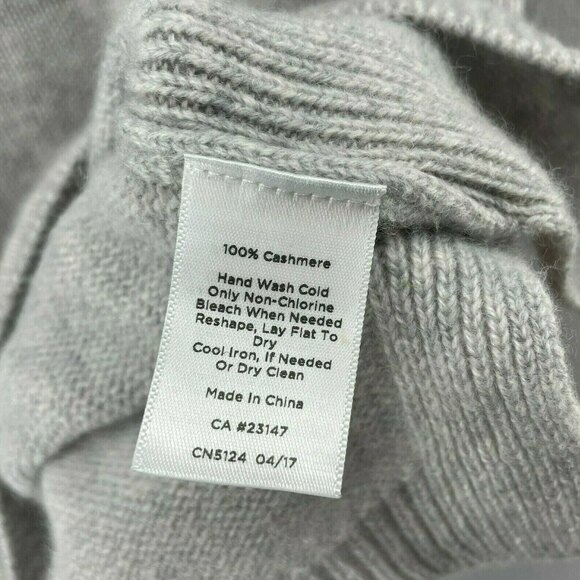 100% Cashmere
Hand Wash Cold
Only Non-Chlorine
Bleach When Needed
Reshape, Lay Flat To
Dry
Cool Iron, If Needed
Or Dry Clean
Made In China
CA #23147
CN5124 04/17